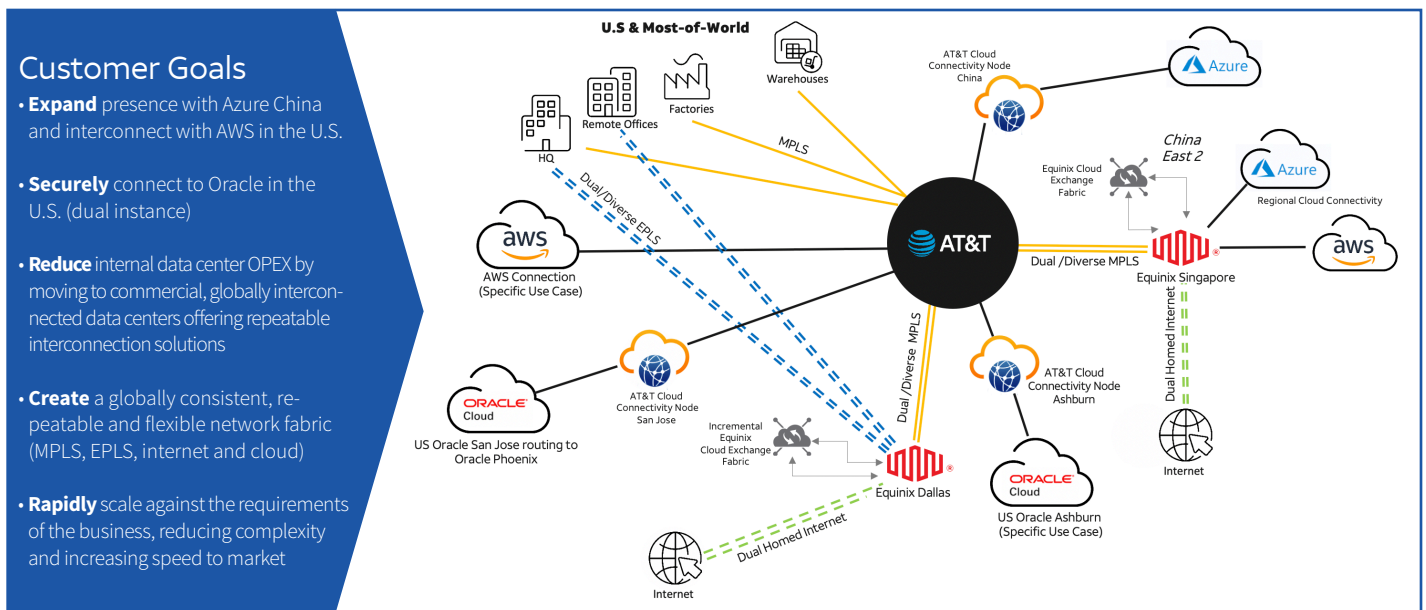 Customer Goals
• Expand presence with Azure China
and interconnect with AWS in the U.S.
• Securely connect to Oracle in the
U.S. (dual instance)
• Reduce internal data center OPEX by
moving to commercial, globally intercon-
nected data centers offering repeatable
interconnection solutions
• Create a globally consistent, re-
peatable and flexible network fabric
(MPLS, EPLS, internet and cloud)
• Rapidly scale against the requirements
of the business, reducing complexity
and increasing speed to market
U.S & Most-of-World
HQ
Remote Offices
Factories
Warehouses
MPLS
Dual/Diverse EPLS
AT&T Cloud
Connectivity Node
China
Azure
China
East 2
Equinix Cloud
Exchange
Fabric
Azure
Regional Cloud Connectivity
aws
AWS Connection
(Specific Use Case)
AT&T
Dual /Diverse MPLS
®
Equinix Singapore
aws
Dual Homed Internet
Internet
ORACLE®
Cloud
US Oracle San Jose routing to
Oracle Phoenix
AT&T Cloud
Connectivity Node
San Jose
Dual /Diverse MPLS
AT&T Cloud
Connectivity Node
Ashburn
Incremental
Equinix
Cloud Exchange
Fabric
®
Equinix Dallas
ORACLE®
Cloud
US Oracle Ashburn
(Specific Use Case)
Dual Homed Internet
Internet